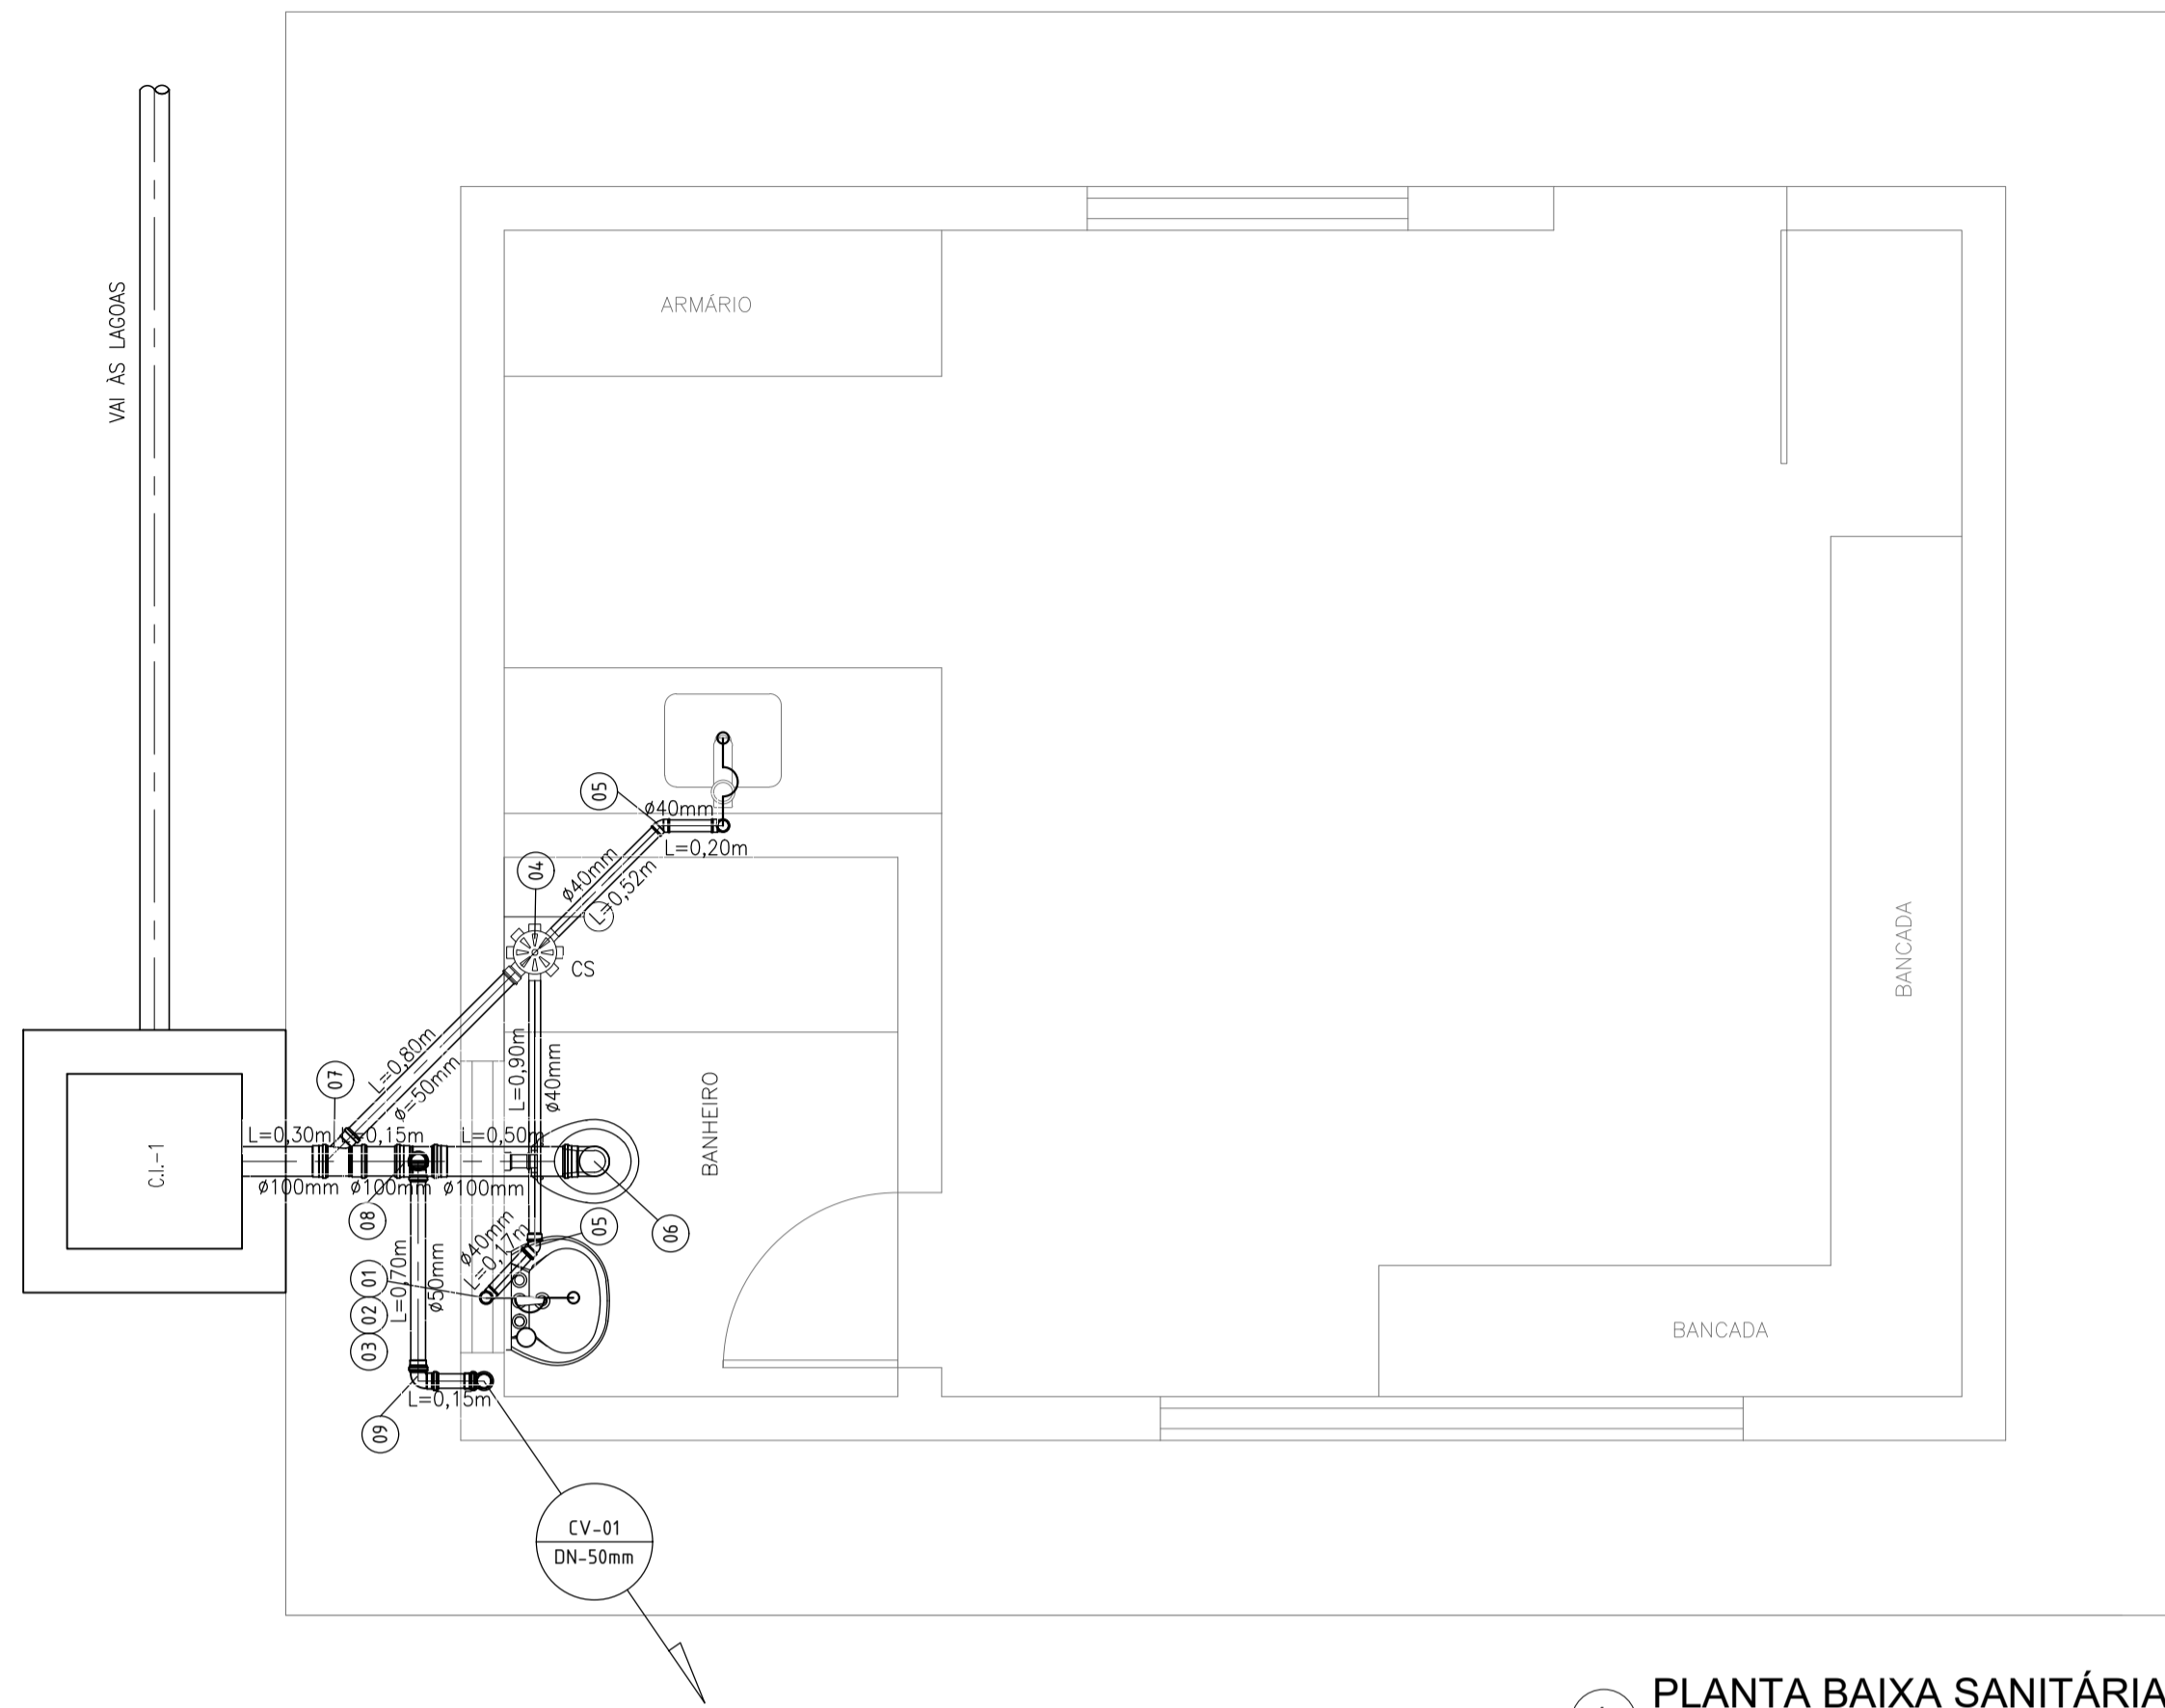 VAI ÀS LAGOAS
ARMÁRIO
05
ø40mm
L=0,20m
04
ø40mm
L=0,52m
CS
BANCADA
L=0,80m
ø=50mm
L=0,90m
ø40mm
07
BANHEIRO
C.I.-1
L=0,30m
L=0,15m
L=0,50m
ø100mm
ø100mm
ø100mm
08
05
06
ø40mm
L=0,17m
01
02
03
L=0,70m
ø50mm
BANCADA
L=0,15m
09
CV-01
DN-50mm
PLANTA BAIXA SANITÁRIA